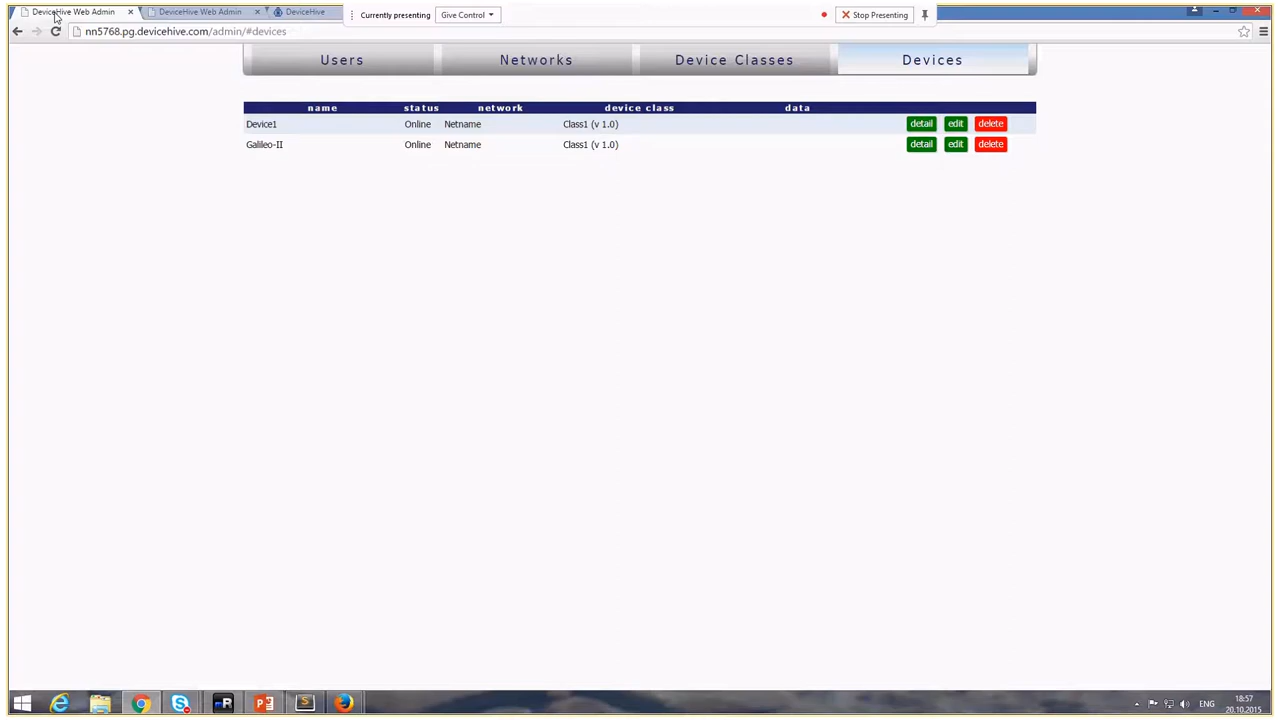 DeviceHive Web Admin
DeviceHive Web Admin
DeviceHive
Currently presenting
Give Control
Stop Presenting
nn5768.pg.devicehive.com/admin/#devices
Users
Networks
Device Classes
Devices
name status network device class data
Device1 Online Netname Class1 (v 1.0) detail edit delete
Galileo-II Online Netname Class1 (v 1.0) detail edit delete
ENG
18:57
20.10.2015